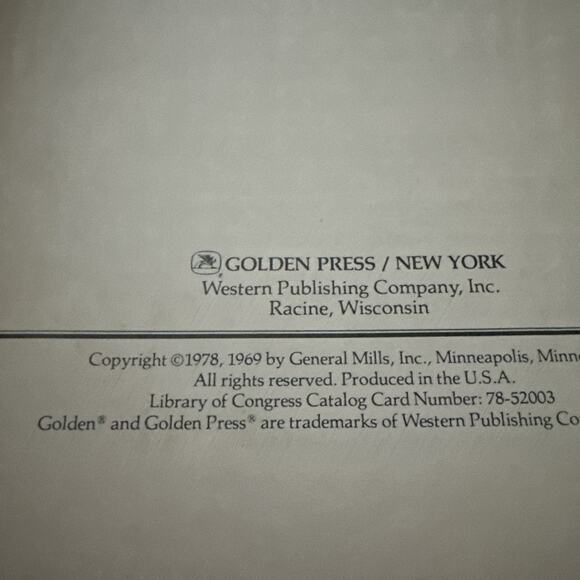 GOLDEN PRESS / NEW YORK
Western Publishing Company, Inc.
Racine, Wisconsin
Copyright ©1978, 1969 by General Mills, Inc., Minneapolis, Minne
All rights reserved. Produced in the U.S.A.
Library of Congress Catalog Card Number: 78-52003
Golden® and Golden Press® are trademarks of Western Publishing Co